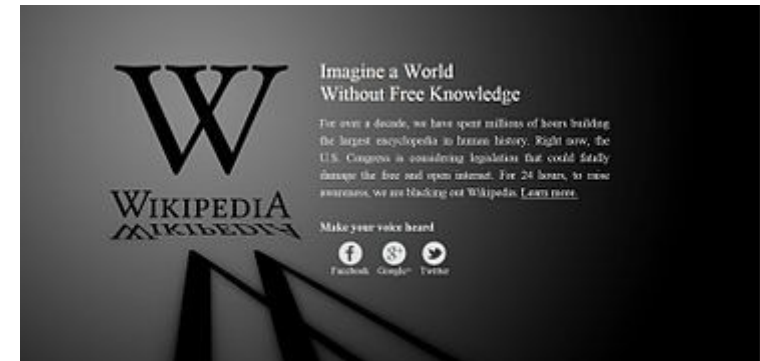 WIKIPEDIA
Imagine a World
Without Free Knowledge
For over a decade, we have spent millions of hours building
the largest encyclopedia in human history. Right now, the
U.S. Congress is considering legislation that could fatally
damage the free and open internet. For 24 hours, to raise
awareness, we are blacking out Wikipedia. Learn more.
Make your voice heard
Facebook Google+ Twitter